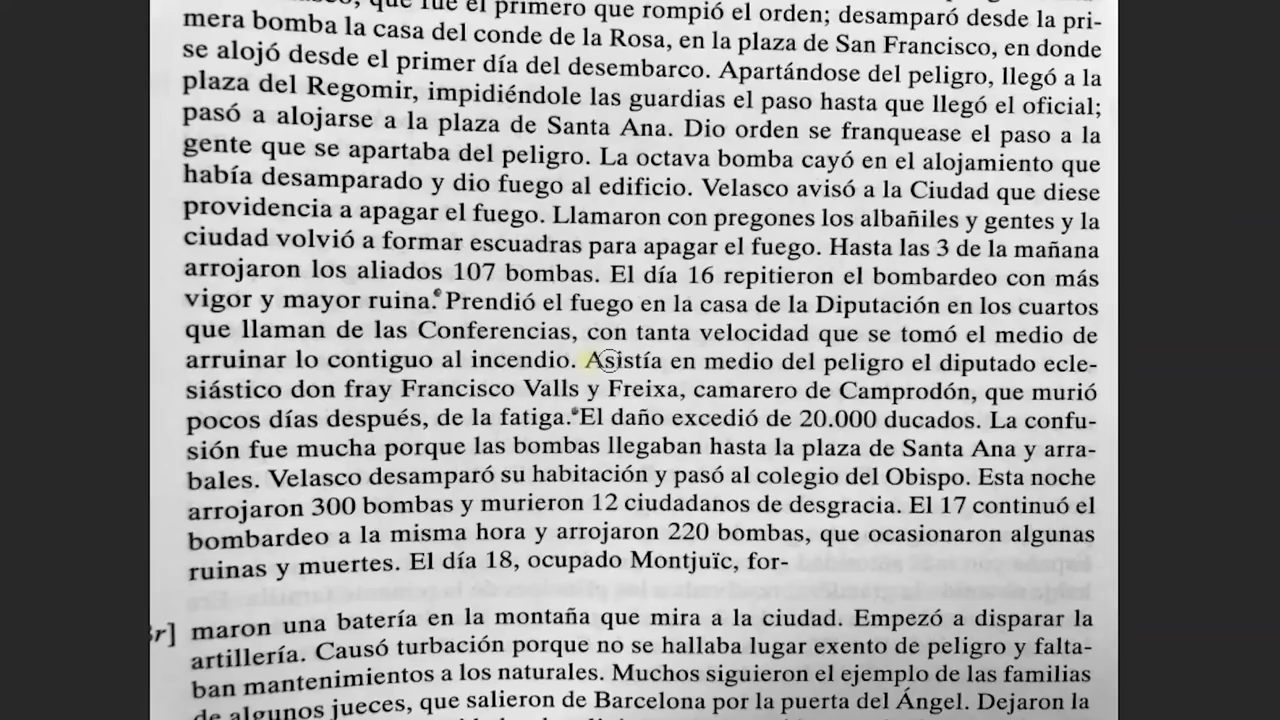 que fue el primero que rompió el orden; desamparó desde la pri-
mera bomba la casa del conde de la Rosa, en la plaza de San Francisco, en donde
se alojó desde el primer día del desembarco. Apartándose del peligro, llegó a la
plaza del Regomir, impidiéndole las guardias el paso hasta que llegó el oficial;
pasó a alojarse a la plaza de Santa Ana. Dio orden se franquease el paso a la
gente que se apartaba del peligro. La octava bomba cayó en el alojamiento que
había desamparado y dio fuego al edificio. Velasco avisó a la Ciudad que diese
providencia a apagar el fuego. Llamaron con pregones los albañiles y gentes y la
ciudad volvió a formar escuadras para apagar el fuego. Hasta las 3 de la mañana
arrojaron los aliados 107 bombas. El día 16 repitieron el bombardeo con más
vigor y mayor ruina. Prendió el fuego en la casa de la Diputación en los cuartos
que llaman de las Conferencias, con tanta velocidad que se tomó el medio de
arruinar lo contiguo al incendio. Asistía en medio del peligro el diputado ecle-
siástico don fray Francisco Valls y Freixa, camarero de Camprodón, que murió
pocos días después, de la fatiga. El daño excedió de 20.000 ducados. La confu-
sión fue mucha porque las bombas llegaban hasta la plaza de Santa Ana y arra-
bales. Velasco desamparó su habitación y pasó al colegio del Obispo. Esta noche
arrojaron 300 bombas y murieron 12 ciudadanos de desgracia. El 17 continuó el
bombardeo a la misma hora y arrojaron 220 bombas, que ocasionaron algunas
ruinas y muertes. El día 18, ocupado Montjuïc, for-
r] maron una batería en la montaña que mira a la ciudad. Empezó a disparar la
artillería. Causó turbación porque no se hallaba lugar exento de peligro y falta-
ban mantenimientos a los naturales. Muchos siguieron el ejemplo de las familias
de algunos jueces, que salieron de Barcelona por la puerta del Ángel. Dejaron la